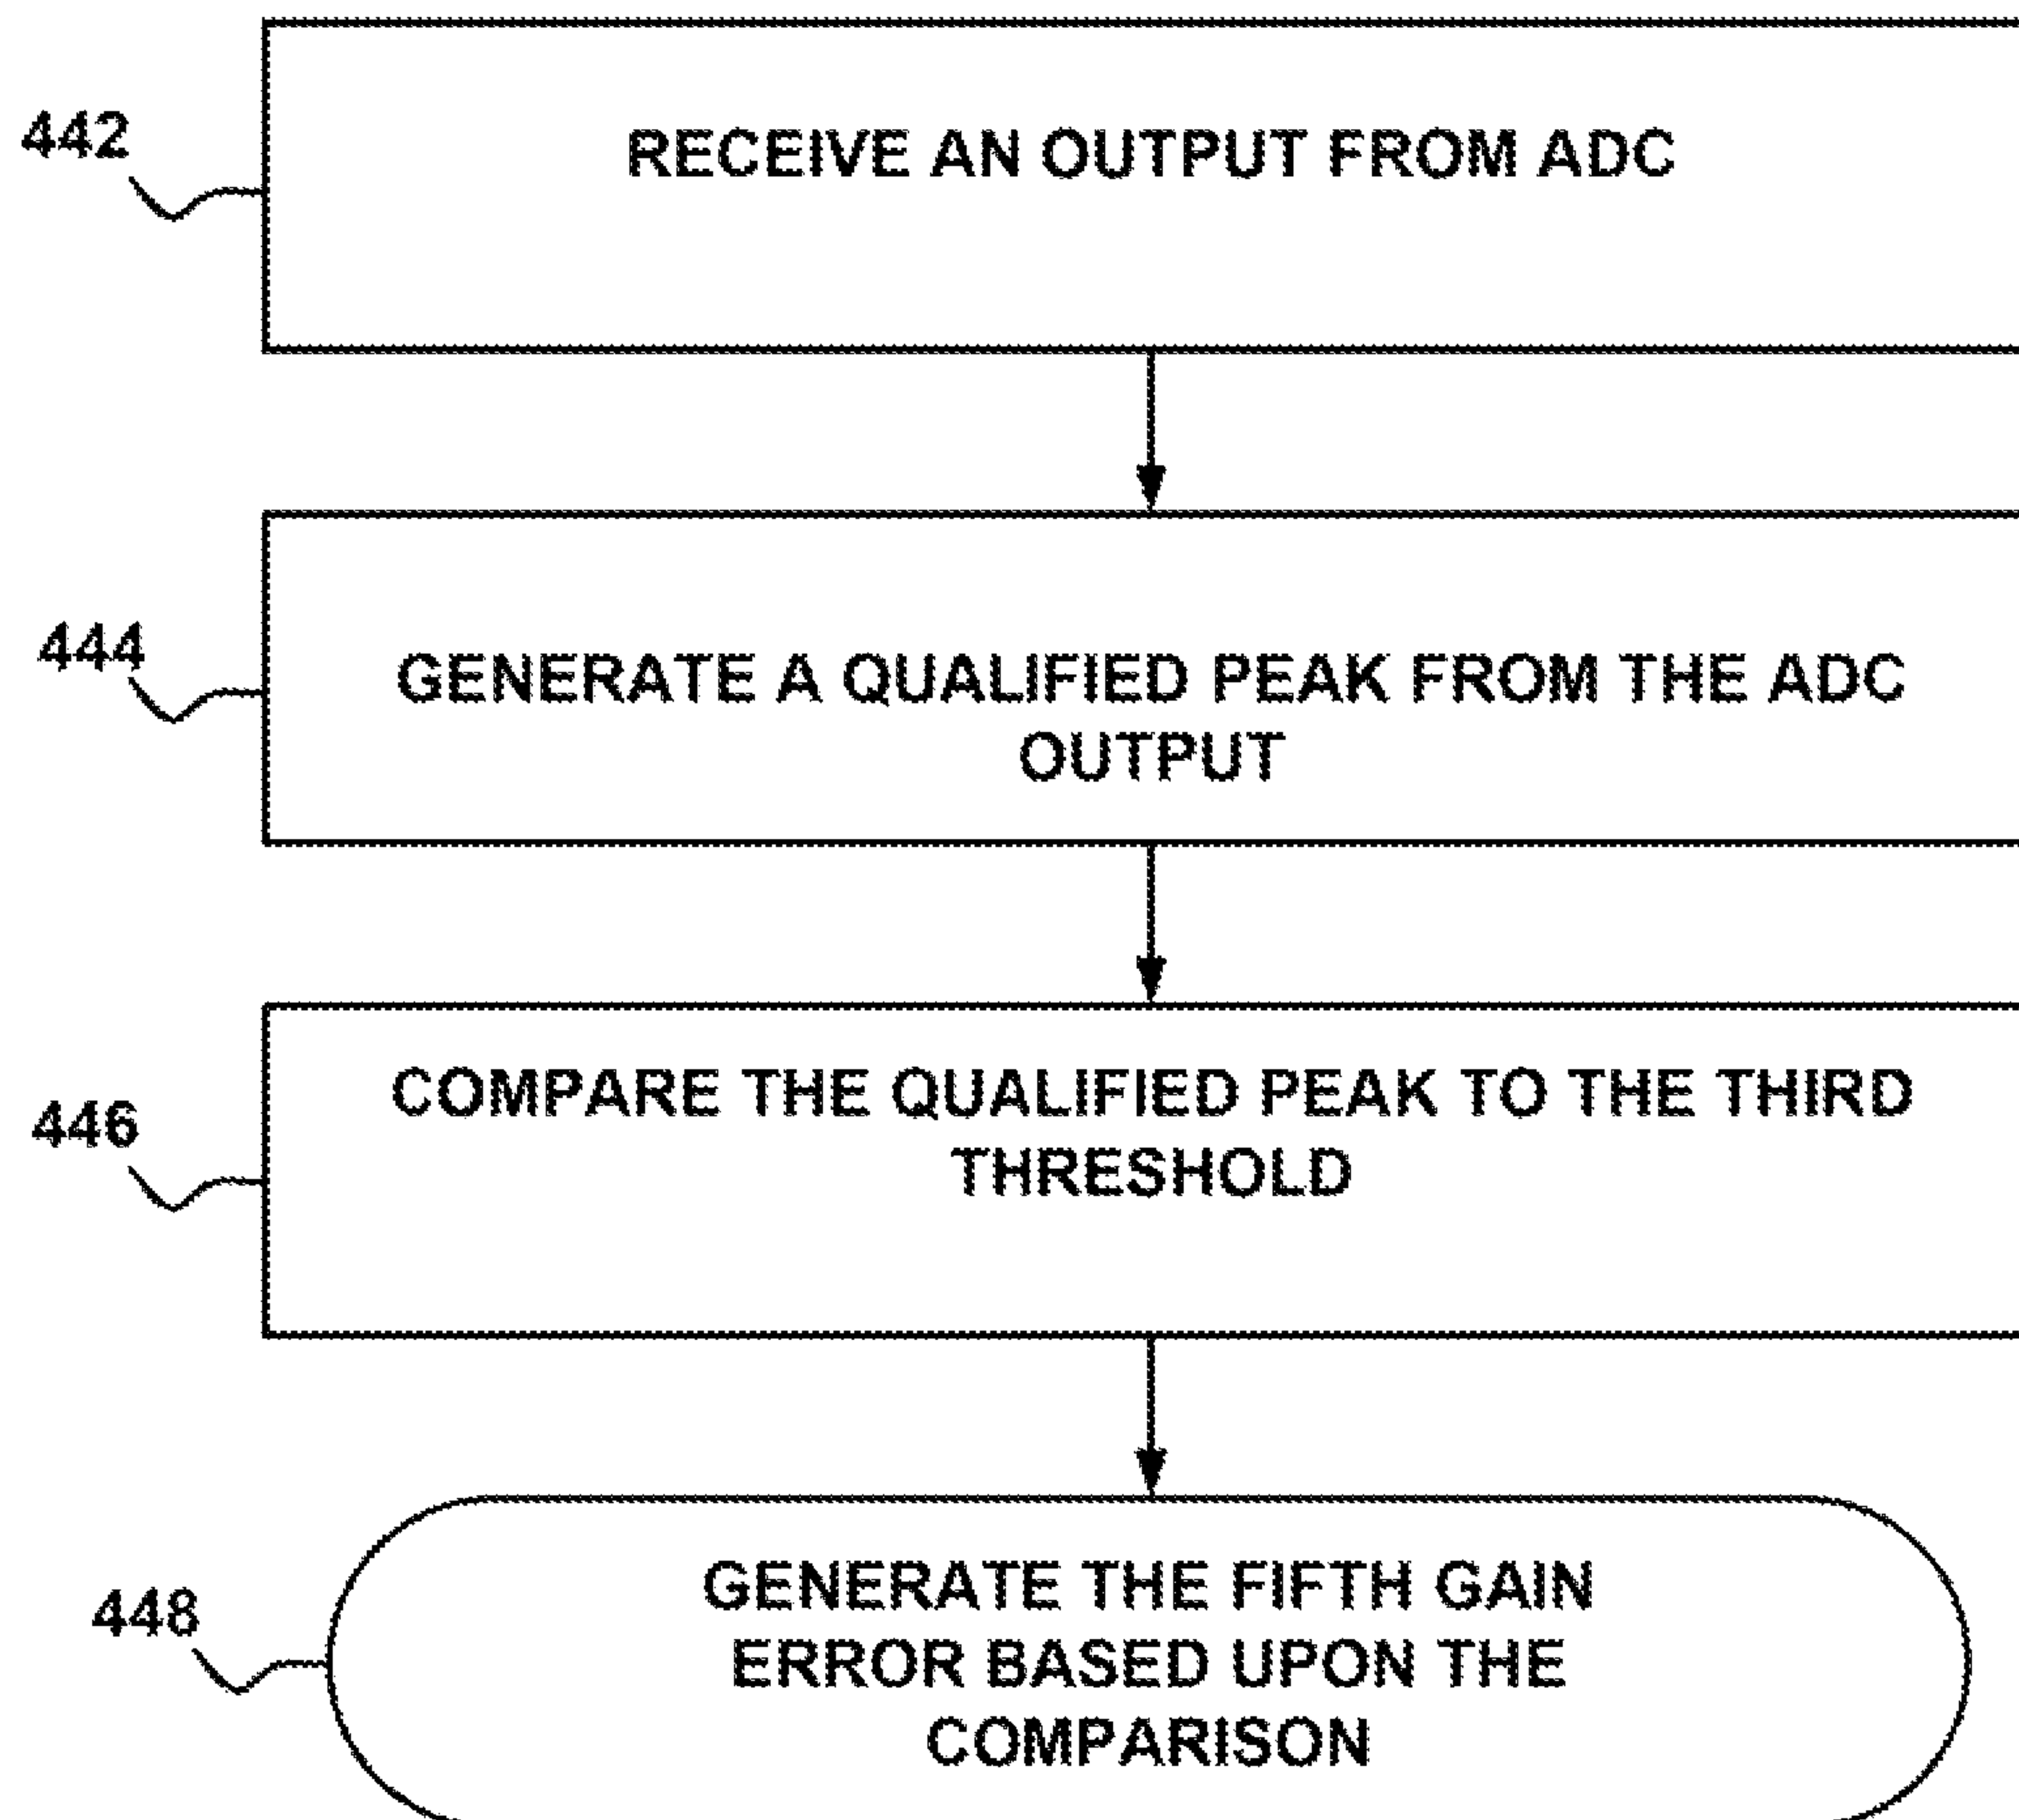 442
RECEIVE AN OUTPUT FROM ADC
444
GENERATE A QUALIFIED PEAK FROM THE ADC
OUTPUT
446
COMPARE THE QUALIFIED PEAK TO THE THIRD
THRESHOLD
448
GENERATE THE FIFTH GAIN
ERROR BASED UPON THE
COMPARISON